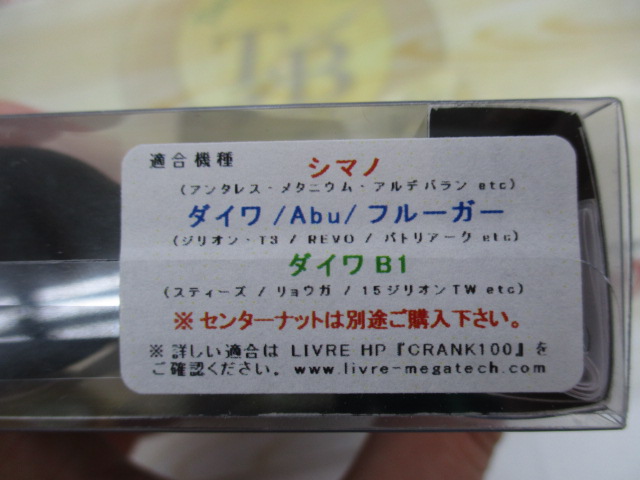 TB
適合機種
シマノ
(アンタレス・メタニウム・アルデバラン etc)
ダイワ/Abu/フルーガー
(ジリオン・T3 / REVO / パトリアーク etc)
ダイワ B1
(スティーズ / リョウガ / 15ジリオンTW etc)
※センターナットは別途ご購入下さい。
※詳しい適合は LIVRE HP『CRANK100』を
ご確認ください。www.livre-megatech.com